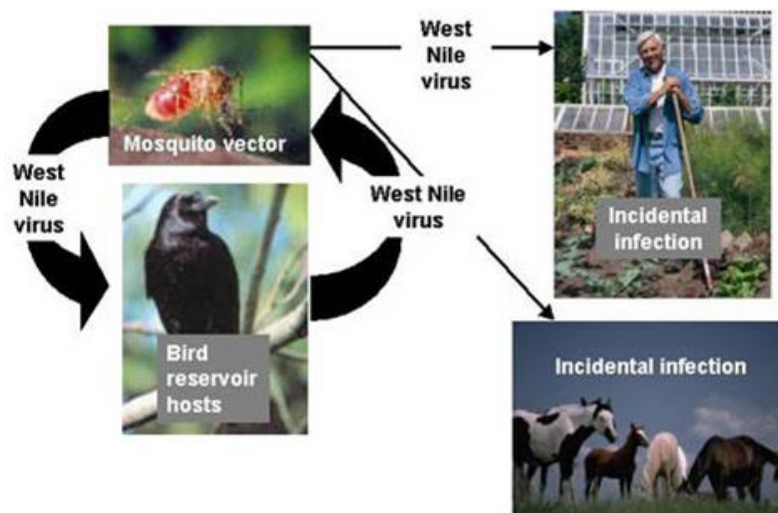 West
Nile
virus
Mosquito vector
West
Nile
virus
West Nile
virus
Incidental
infection
Bird
reservoir
hosts
Incidental infection